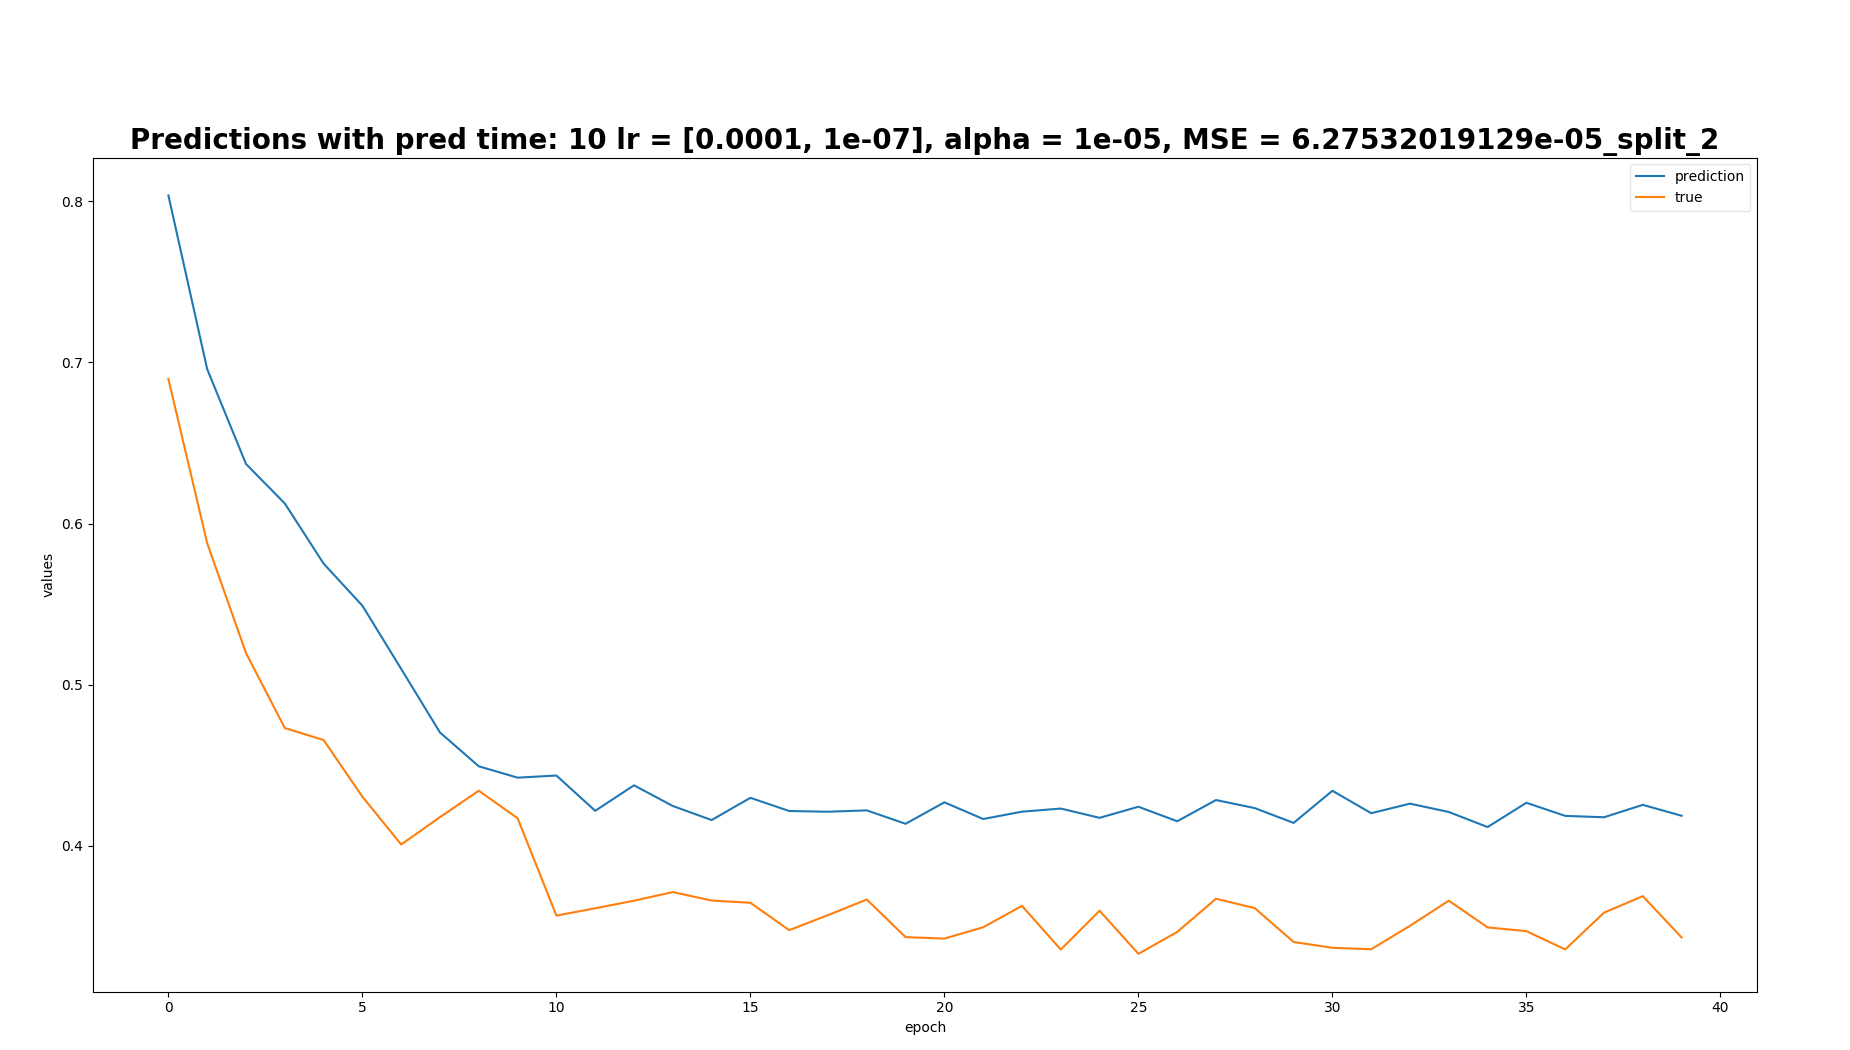 Predictions with pred time: 10 lr = [0.0001, 1e-07], alpha = 1e-05, MSE = 6.27532019129e-05_split_2
prediction
true
0.8
0.7
0.6
0.5
0.4
values
0 5 10 15 20 25 30 35 40
epoch